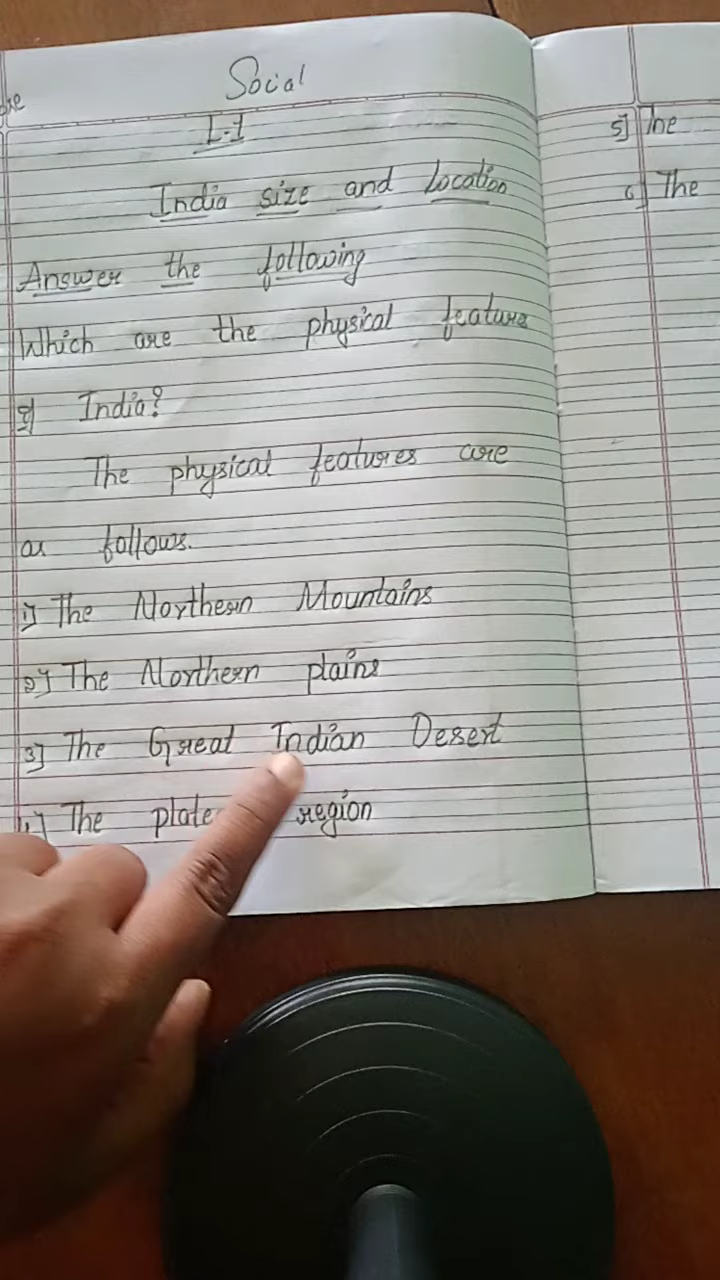 Social
L-1
India size and Location
Answer the following
Which are the physical feature
of India?
The physical features are
as follows.
1] The Northern Mountains
2] The Northern plains
3] The Great Indian Desert
4] The region
5] The
6] The